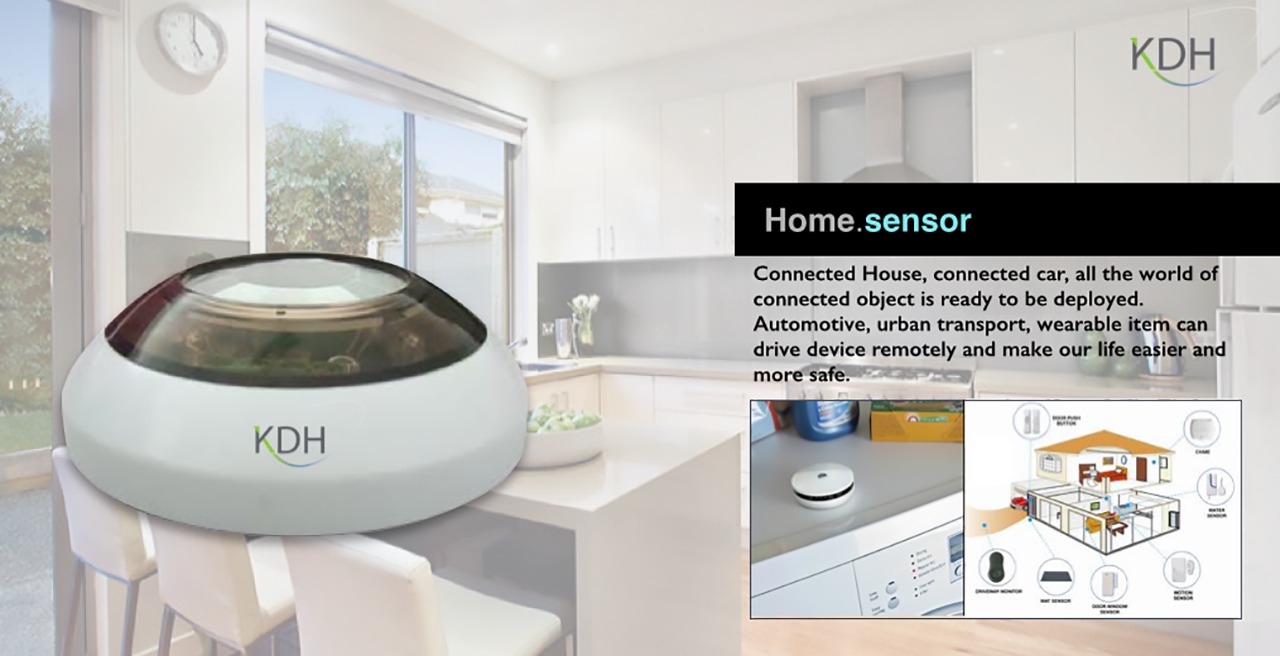 KDH
Home.sensor
Connected House, connected car, all the world of
connected object is ready to be deployed.
Automotive, urban transport, wearable item can
drive device remotely and make our life easier and
more safe.
KDH
DOOR PUSH
BUTTON
CHIME
WATER
SENSOR
DRIVEWAY MONITOR
MAT SENSOR
DOOR/WINDOW
SENSOR
MOTION
SENSOR